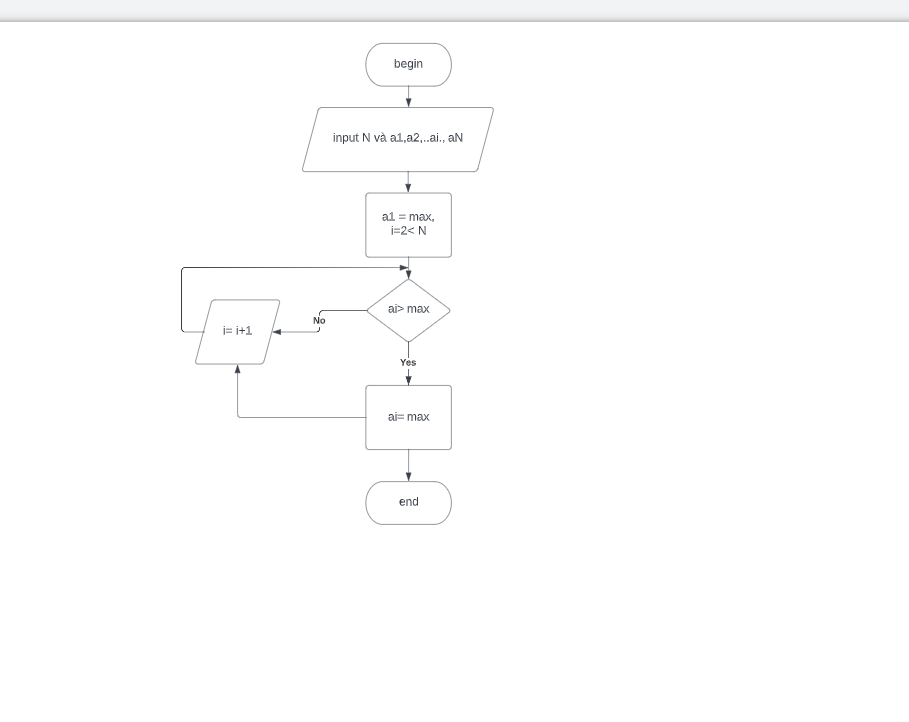 begin
input N và a1,a2,..ai., aN
a1 = max,
i=2< N
ai> max
No
i= i+1
Yes
ai= max
end